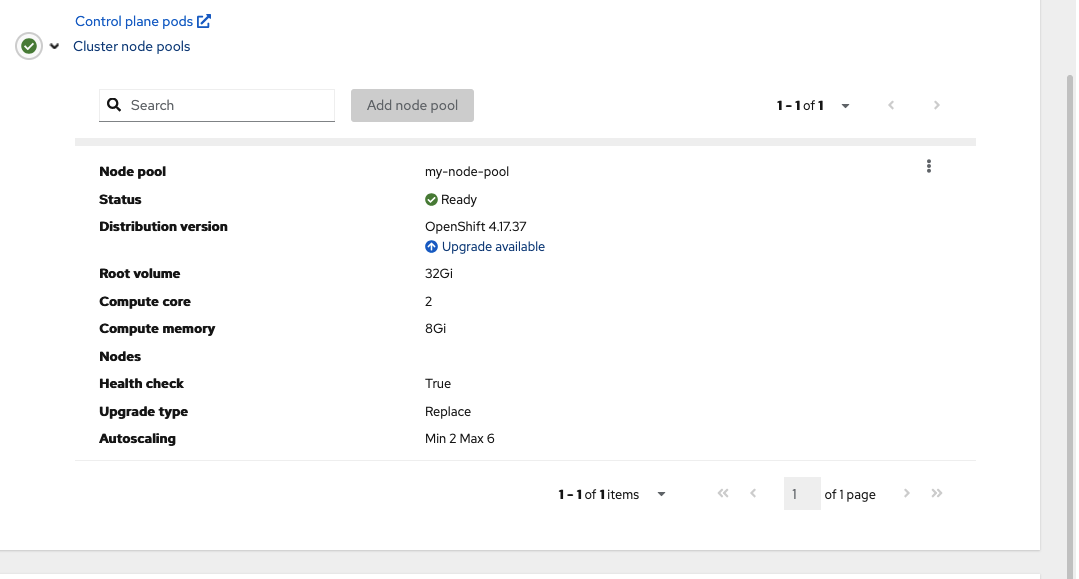 Control plane pods
Cluster node pools
Search Add node pool 1 - 1 of 1
Node pool my-node-pool
Status Ready
Distribution version OpenShift 4.17.37
Upgrade available
Root volume 32Gi
Compute core 2
Compute memory 8Gi
Nodes
Health check True
Upgrade type Replace
Autoscaling Min 2 Max 6
1 - 1 of 1 items 1 of 1 page